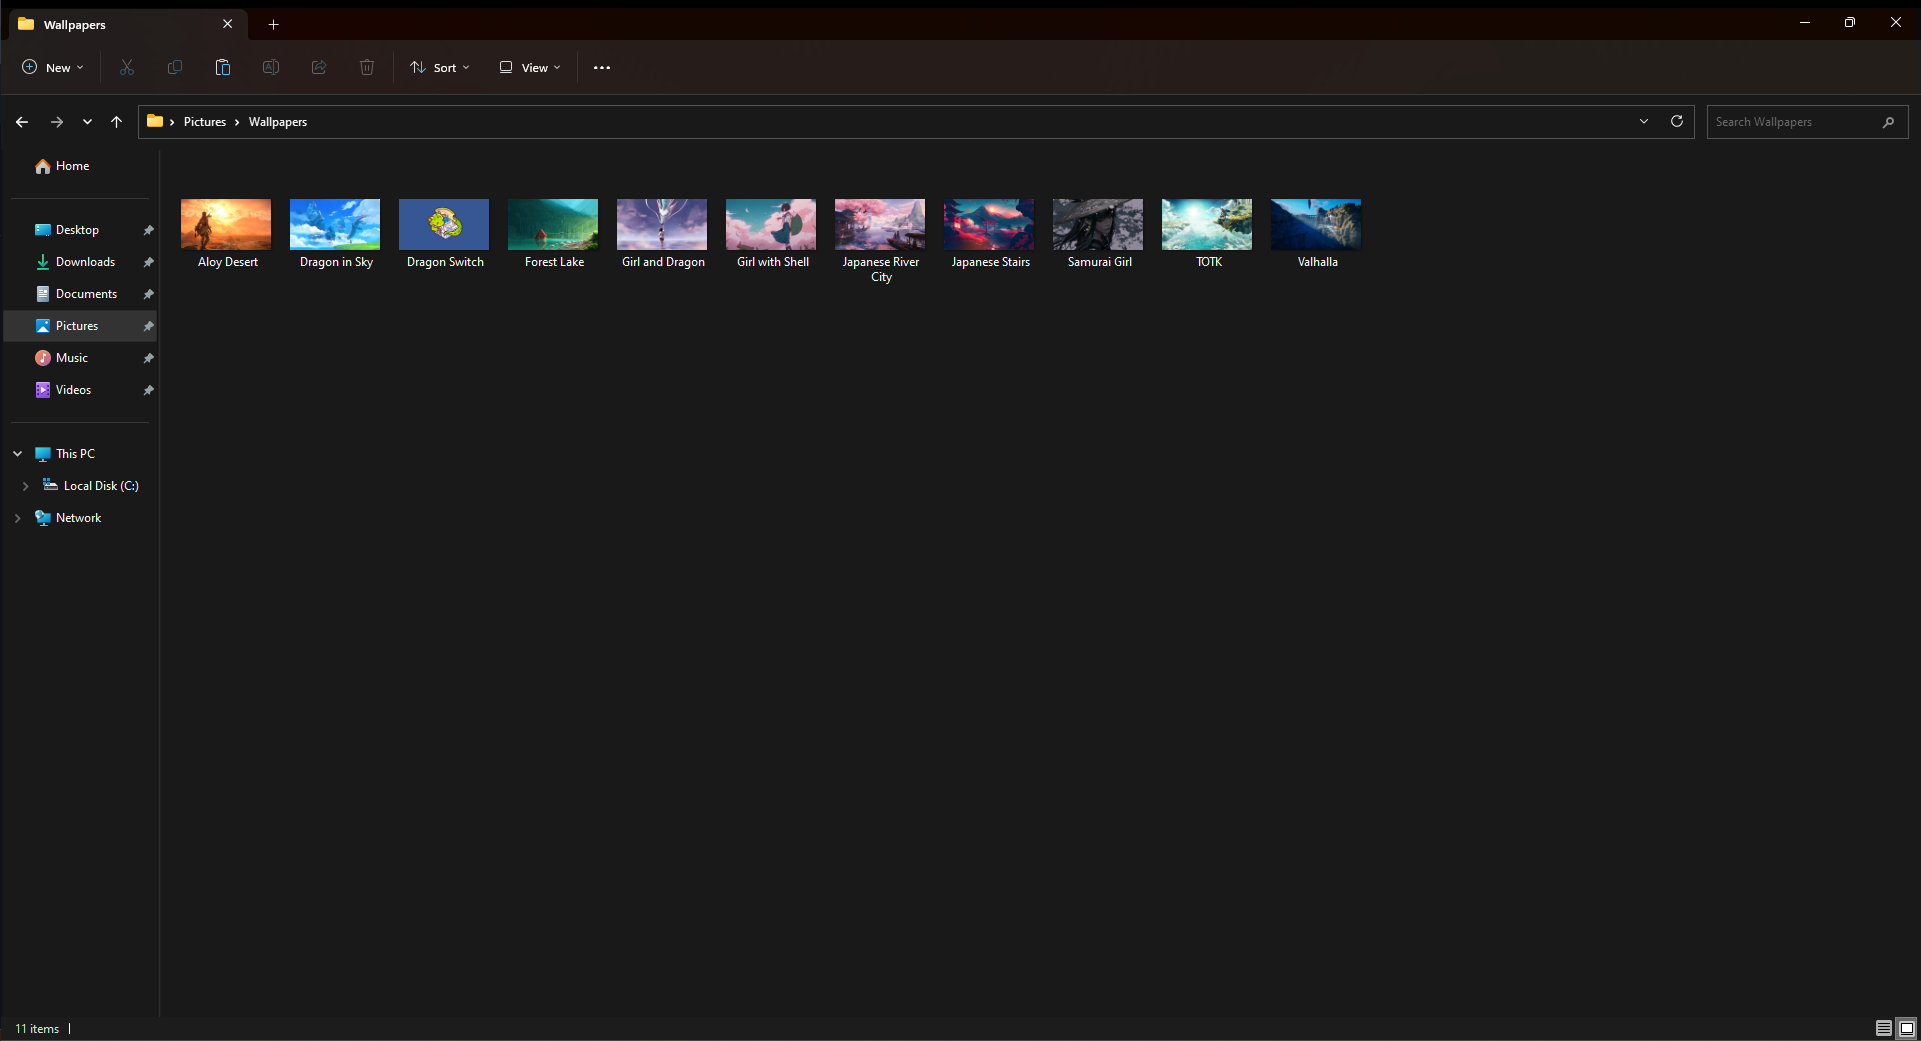 Wallpapers
New
Sort
View
Pictures
Wallpapers
Search Wallpapers
Home
Desktop
Downloads
Documents
Pictures
Music
Videos
This PC
Local Disk (C:)
Network
Aloy Desert
Dragon in Sky
Dragon Switch
Forest Lake
Girl and Dragon
Girl with Shell
Japanese River
City
Japanese Stairs
Samurai Girl
TOTK
Valhalla
11 items